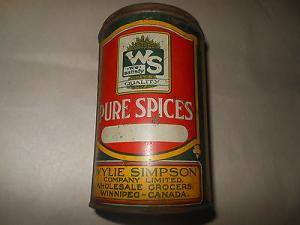 WS
QUALITY
PURE SPICES
WYLIE SIMPSON
COMPANY LIMITED.
WHOLESALE GROCERS.
WINNIPEG-CANADA.